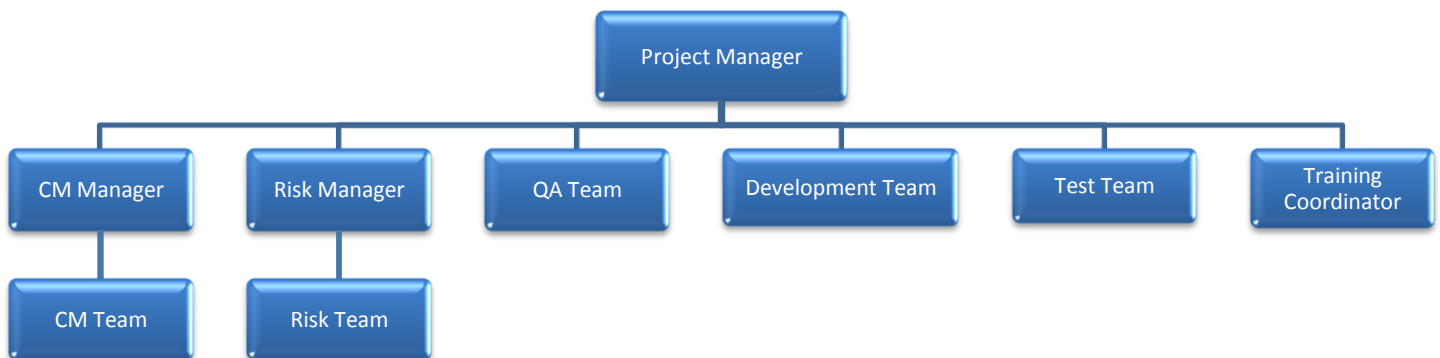 Project Manager
CM Manager
Risk Manager
QA Team
Development Team
Test Team
Training
Coordinator
CM Team
Risk Team